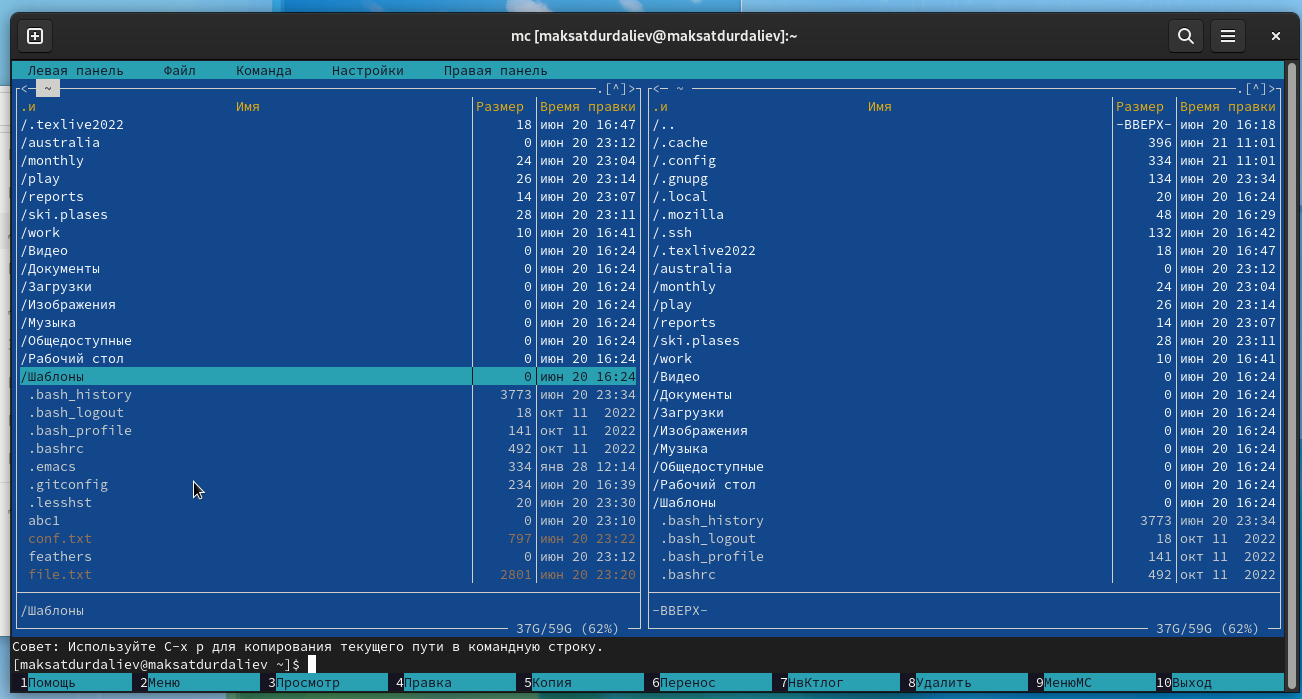 mc [maksatdurdaliev@maksatdurdaliev]:~
Левая панель Файл Команда Настройки Правая панель
<─ ~ .[^]> <─ ~ .[^]>
.и Имя Размер Время правки .и Имя Размер Время правки
/.texlive2022 18 июн 20 16:47 /.. -ВВЕРХ- июн 20 16:18
/australia 0 июн 20 23:12 /.cache 396 июн 21 11:01
/monthly 24 июн 20 23:04 /.config 334 июн 21 11:01
/play 26 июн 20 23:14 /.gnupg 134 июн 20 23:34
/reports 14 июн 20 23:07 /.local 20 июн 20 16:24
/ski.plases 28 июн 20 23:11 /.mozilla 48 июн 20 16:29
/work 10 июн 20 16:41 /.ssh 132 июн 20 16:42
/Видео 0 июн 20 16:24 /.texlive2022 18 июн 20 16:47
/Документы 0 июн 20 16:24 /australia 0 июн 20 23:12
/Загрузки 0 июн 20 16:24 /monthly 24 июн 20 23:04
/Изображения 0 июн 20 16:24 /play 26 июн 20 23:14
/Музыка 0 июн 20 16:24 /reports 14 июн 20 23:07
/Общедоступные 0 июн 20 16:24 /ski.plases 28 июн 20 23:11
/Рабочий стол 0 июн 20 16:24 /work 10 июн 20 16:41
/Шаблоны 0 июн 20 16:24 /Видео 0 июн 20 16:24
.bash_history 3773 июн 20 23:34 /Документы 0 июн 20 16:24
.bash_logout 18 окт 11 2022 /Загрузки 0 июн 20 16:24
.bash_profile 141 окт 11 2022 /Изображения 0 июн 20 16:24
.bashrc 492 окт 11 2022 /Музыка 0 июн 20 16:24
.emacs 334 янв 28 12:14 /Общедоступные 0 июн 20 16:24
.gitconfig 234 июн 20 16:39 /Рабочий стол 0 июн 20 16:24
.lesshst 20 июн 20 23:30 /Шаблоны 0 июн 20 16:24
abc1 0 июн 20 23:10 .bash_history 3773 июн 20 23:34
conf.txt 797 июн 20 23:22 .bash_logout 18 окт 11 2022
feathers 0 июн 20 23:12 .bash_profile 141 окт 11 2022
file.txt 2801 июн 20 23:20 .bashrc 492 окт 11 2022
/Шаблоны -ВВЕРХ-
37G/59G (62%) 37G/59G (62%)
Совет: Используйте C-x p для копирования текущего пути в командную строку.
[maksatdurdaliev@maksatdurdaliev ~]$
1Помощь 2Меню 3Просмотр 4Правка 5Копия 6Перенос 7НвКтлог 8Удалить 9МенюMC 10Выход